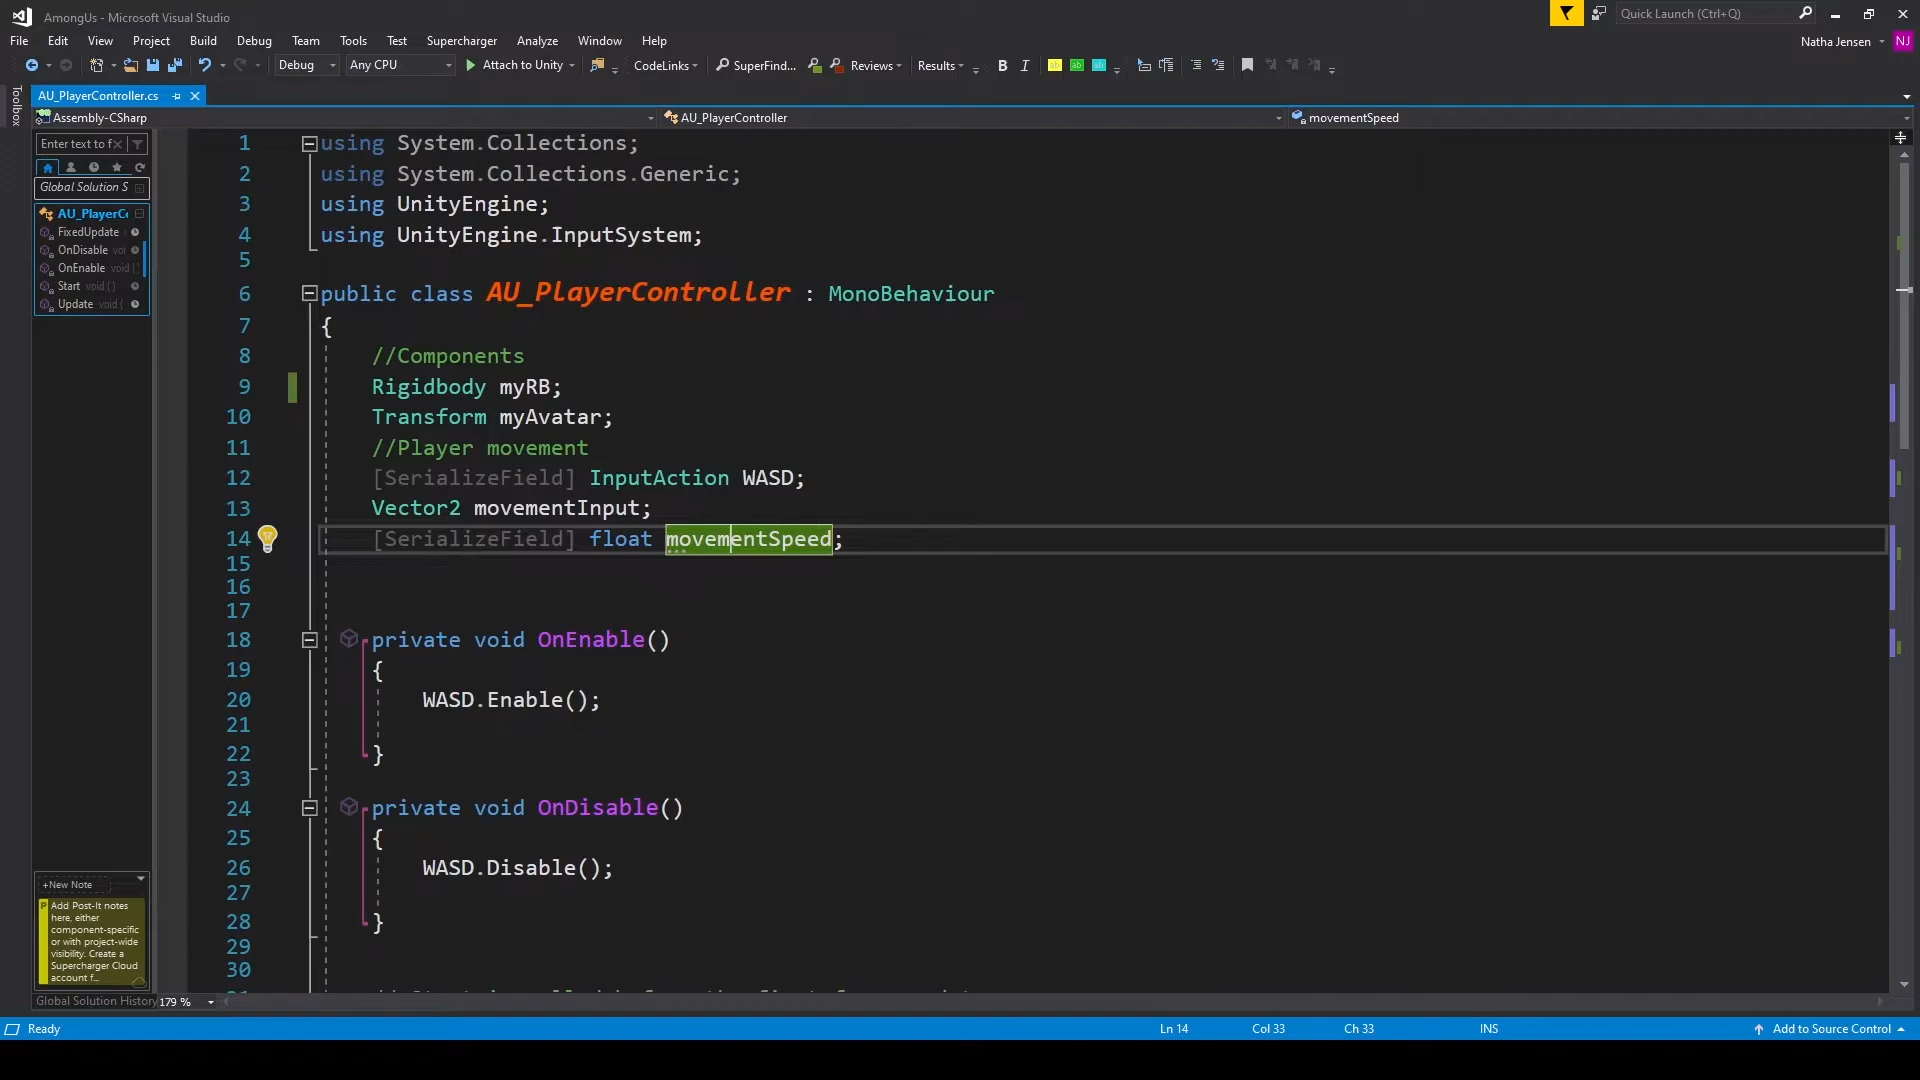 AmongUs - Microsoft Visual Studio
Quick Launch (Ctrl+Q)
File Edit View Project Build Debug Team Tools Test Supercharger Analyze Window Help
Natha Jensen NJ
Debug Any CPU Attach to Unity CodeLinks SuperFind... Reviews Results B I ab ab ab
Toolbox
AU_PlayerController.cs
Assembly-CSharp AU_PlayerController movementSpeed
Enter text to f
Global Solution S
AU_PlayerC
FixedUpdate
OnDisable voi
OnEnable void ( )
Start void ( )
Update void (
1 using System.Collections;
2 using System.Collections.Generic;
3 using UnityEngine;
4 using UnityEngine.InputSystem;
5
6 public class AU_PlayerController : MonoBehaviour
7 {
8 //Components
9 Rigidbody myRB;
10 Transform myAvatar;
11 //Player movement
12 [SerializeField] InputAction WASD;
13 Vector2 movementInput;
14 [SerializeField] float movementSpeed;
15
16
17
18 private void OnEnable()
19 {
20 WASD.Enable();
21
22 }
23
24 private void OnDisable()
25 {
26 WASD.Disable();
27
28 }
29
30
+New Note
P Add Post-It notes
here, either
component-specific
or with project-wide
visibility. Create a
Supercharger Cloud
account f...
Global Solution History
179 %
Ready
Ln 14 Col 33 Ch 33 INS
Add to Source Control